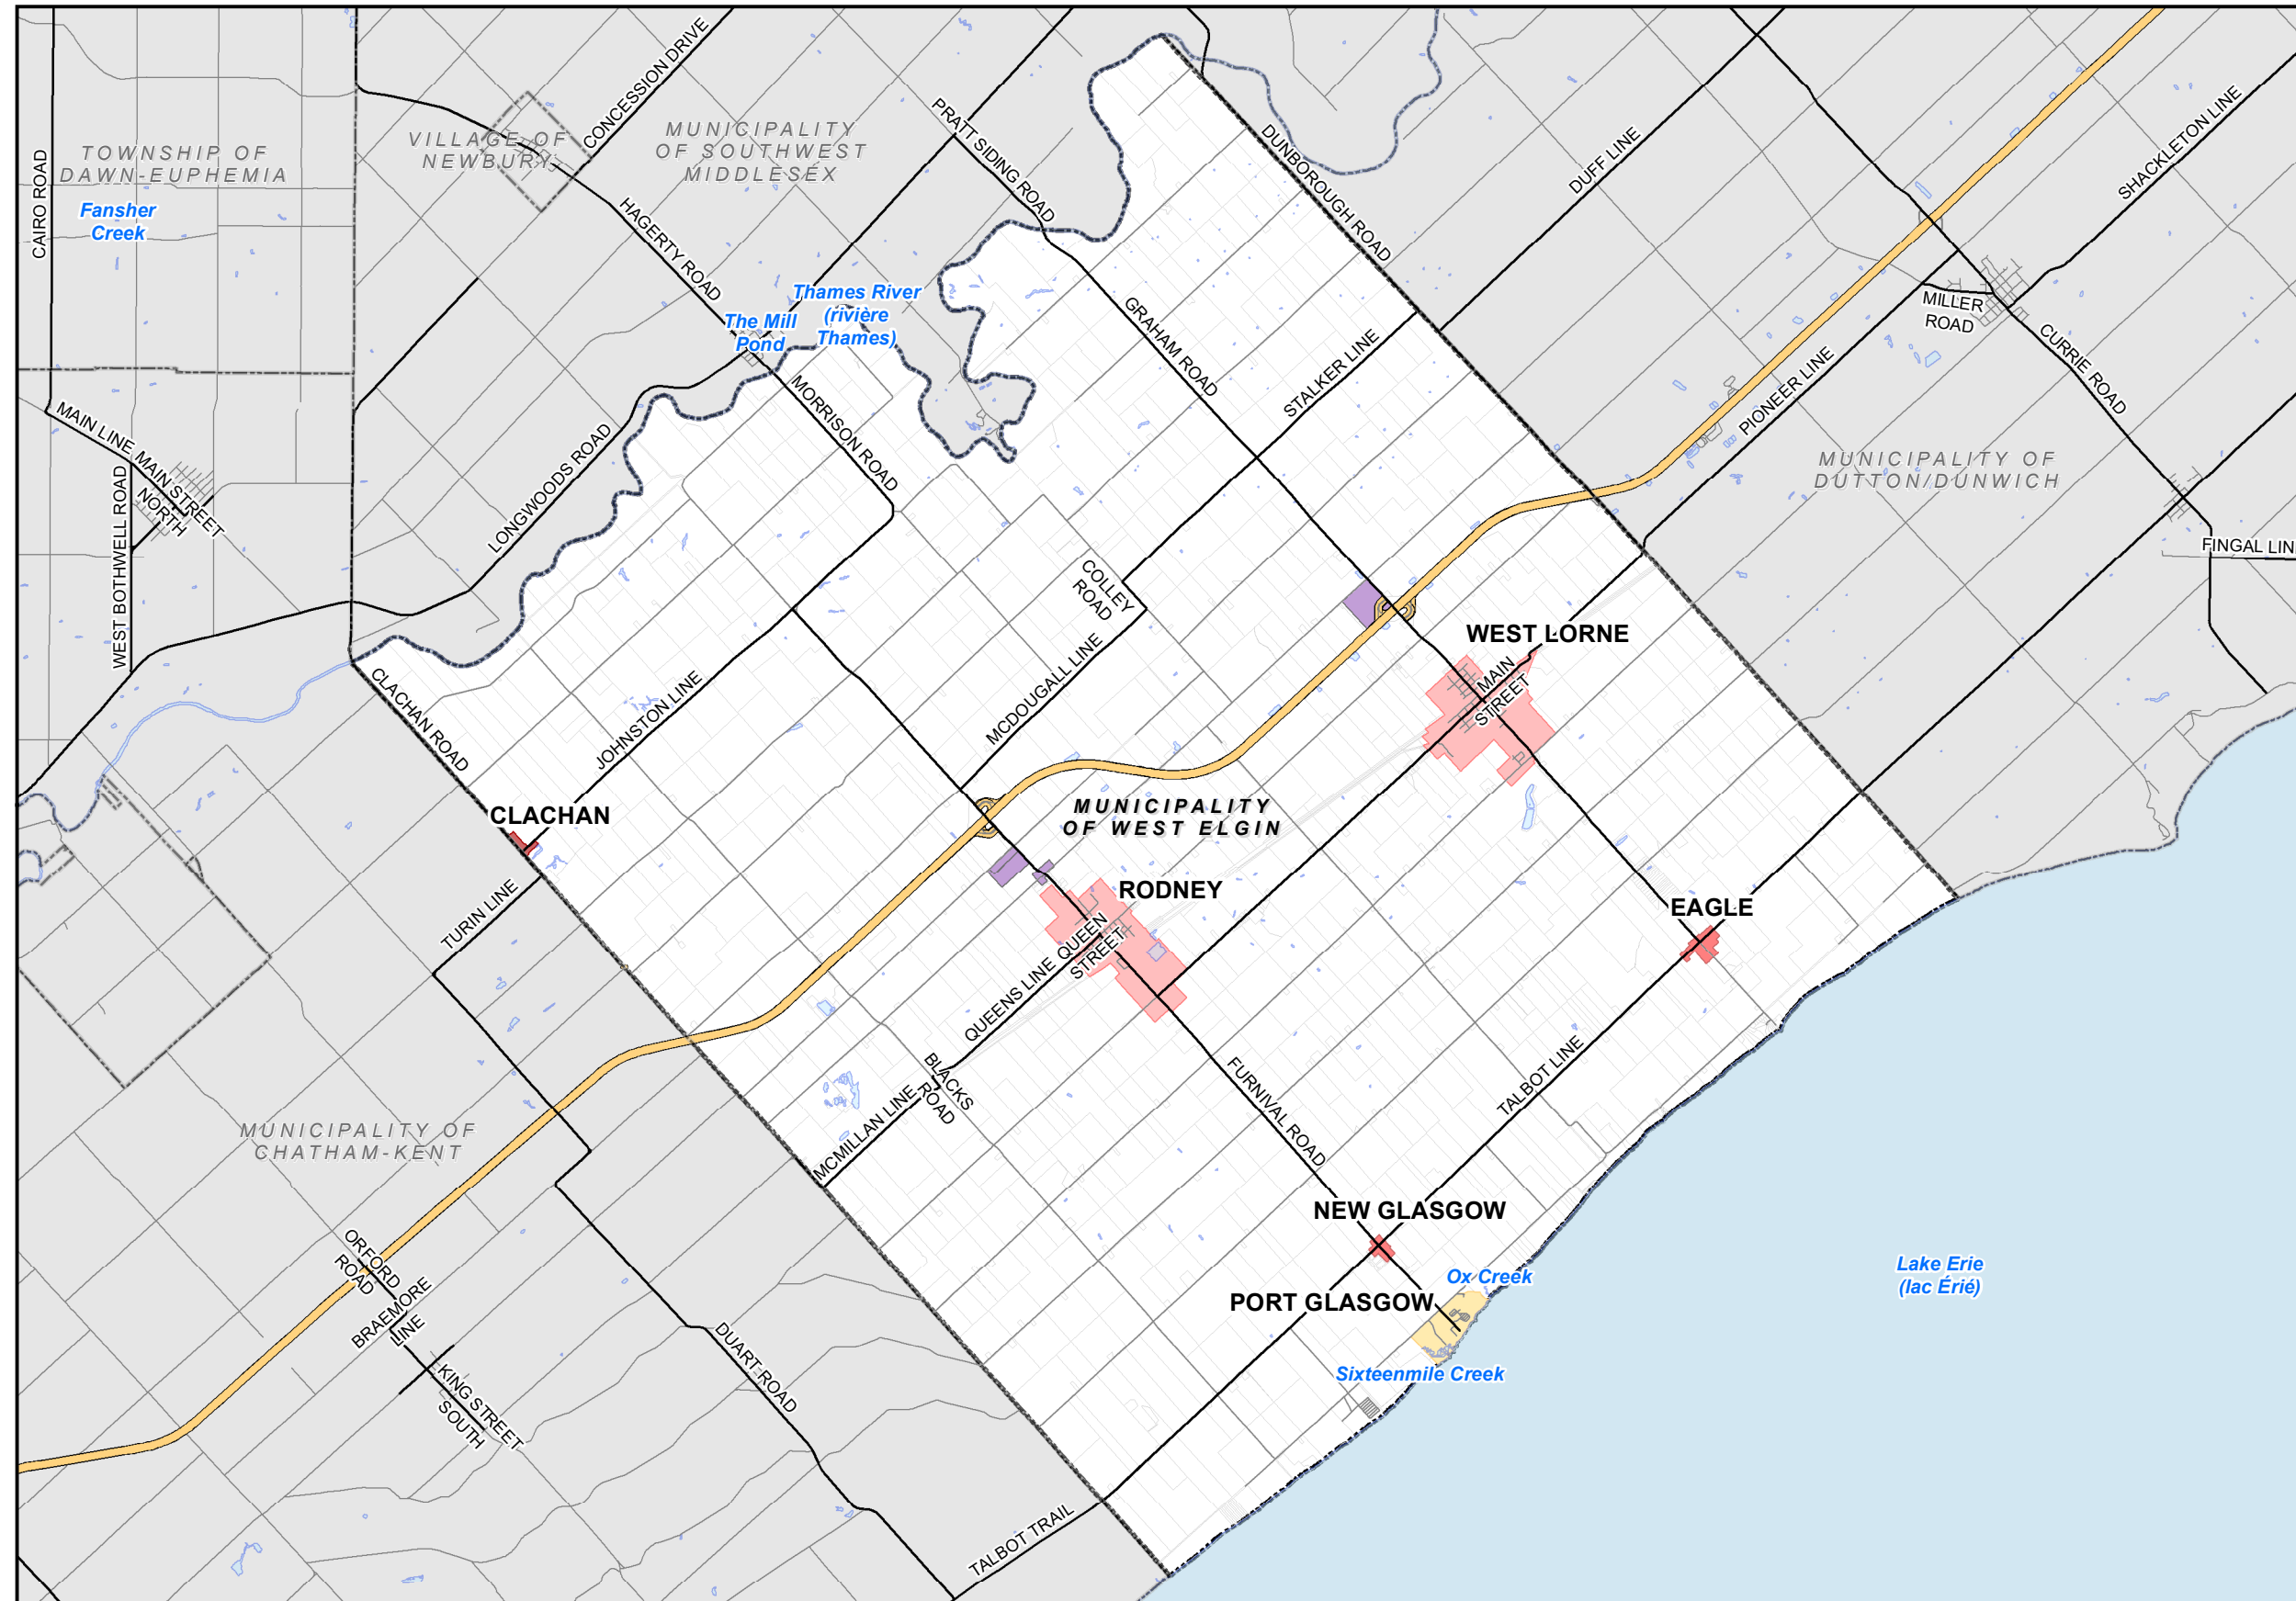 CONCESSION DRIVE
VILLAGE OF
NEWBURY
MUNICIPALITY
OF SOUTHWEST
MIDDLESEX
TOWNSHIP OF
DAWN-EUPHEMIA
CAIRO ROAD
Fansher
Creek
PRATT SIDING ROAD
DUNBOROUGH ROAD
DUFF LINE
SHACKLETON LINE
HAGERTY ROAD
Thames River
(rivière
Thames)
The Mill
Pond
GRAHAM ROAD
STALKER LINE
MILLER
ROAD
CURRIE ROAD
PIONEER LINE
MORRISON ROAD
MAIN LINE
MAIN STREET
NORTH
WEST BOTHWELL ROAD
LONGWOODS ROAD
MUNICIPALITY OF
DUTTON/DUNWICH
FINGAL LIN
COLLEY
ROAD
MCDOUGALL LINE
WEST LORNE
MAIN
STREET
CLACHAN ROAD
JOHNSTON LINE
CLACHAN
MUNICIPALITY
OF WEST ELGIN
RODNEY
EAGLE
TURIN LINE
QUEEN
STREET
QUEENS LINE
BLACKS
ROAD
MCMILLAN LINE
FURNIVAL ROAD
TALBOT LINE
MUNICIPALITY OF
CHATHAM-KENT
NEW GLASGOW
ORFORD
ROAD
BRAEMORE
LINE
Ox Creek
PORT GLASGOW
Lake Erie
(lac Érié)
Sixteenmile Creek
DUART ROAD
KING STREET
SOUTH
TALBOT TRAIL